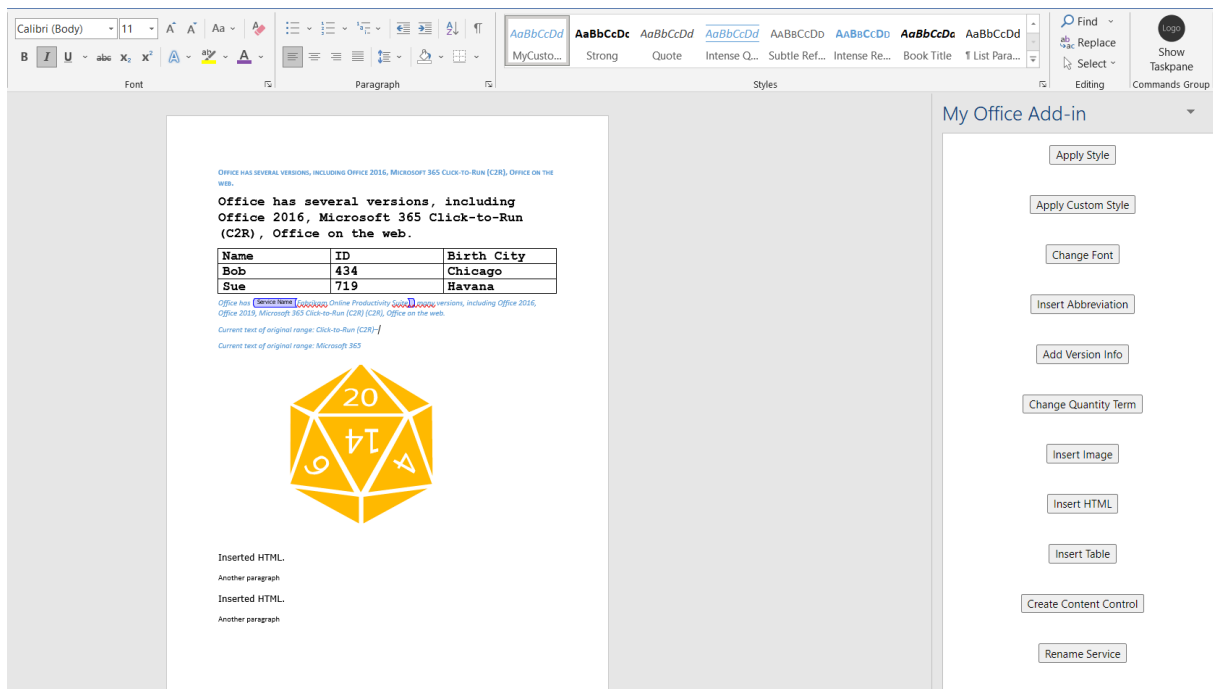 Calibri (Body) 11 A A Aa
Find
Replace
Select
B I U abc X₂ X² A aby A
AaBbCcDd AaBbCcDc AaBbCcDd AaBbCcDd AaBbCcDd AaBbCcDd AaBbCcDd AaBbCcDd
MyCusto... Strong Quote Intense Q... Subtle Ref... Intense Re... Book Title ¶ List Para...
Logo
Show
Taskpane
Font Paragraph Styles Editing Commands Group
My Office Add-in
Apply Style
Apply Custom Style
Change Font
Insert Abbreviation
Add Version Info
Change Quantity Term
Insert Image
Insert HTML
Insert Table
Create Content Control
Rename Service
Office has several versions, including Office 2016, Microsoft 365 Click-to-Run (C2R), Office on the
web.
Office has several versions, including
Office 2016, Microsoft 365 Click-to-Run
(C2R), Office on the web.
Name ID Birth City
Bob 434 Chicago
Sue 719 Havana
Office has Service Name Fabrikam Online Productivity Suite many versions, including Office 2016,
Office 2019, Microsoft 365 Click-to-Run (C2R) (C2R), Office on the web.
Current text of original range: Click-to-Run (C2R)
Current text of original range: Microsoft 365
20
14
6
4
Inserted HTML.
Another paragraph
Inserted HTML.
Another paragraph